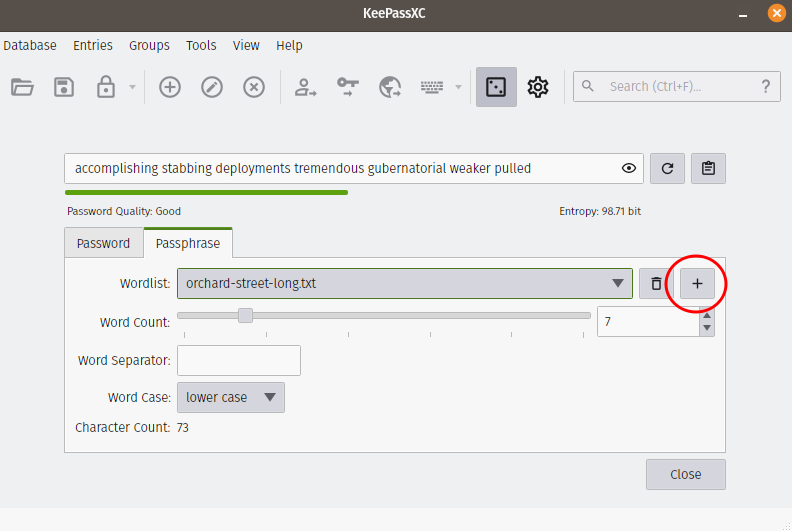 KeePassXC
Database Entries Groups Tools View Help
Search (Ctrl+F)... ?
accomplishing stabbing deployments tremendous gubernatorial weaker pulled
Password Quality: Good Entropy: 98.71 bit
Password Passphrase
Wordlist: orchard-street-long.txt
Word Count: 7
Word Separator:
Word Case: lower case
Character Count: 73
Close